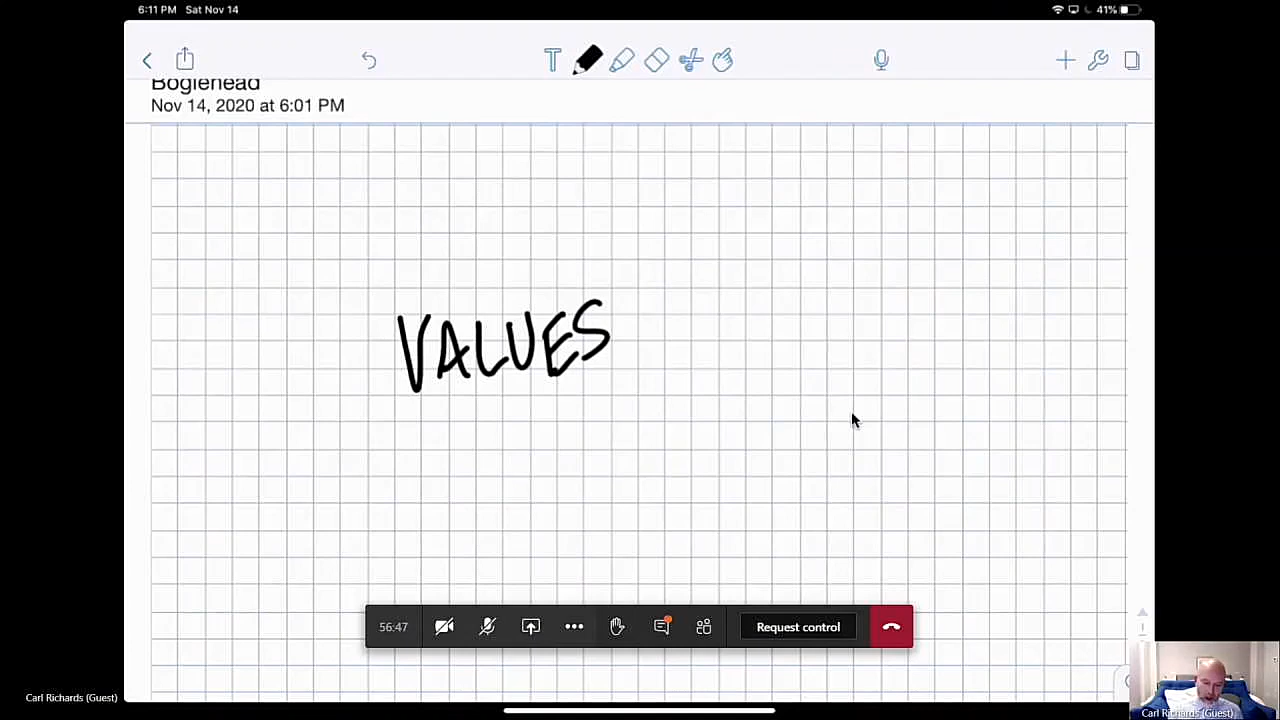 6:11 PM Sat Nov 14
41%
T
Boglehead
Nov 14, 2020 at 6:01 PM
VALUES
56:47
Request control
Carl Richards (Guest)
Carl Richards (Guest)